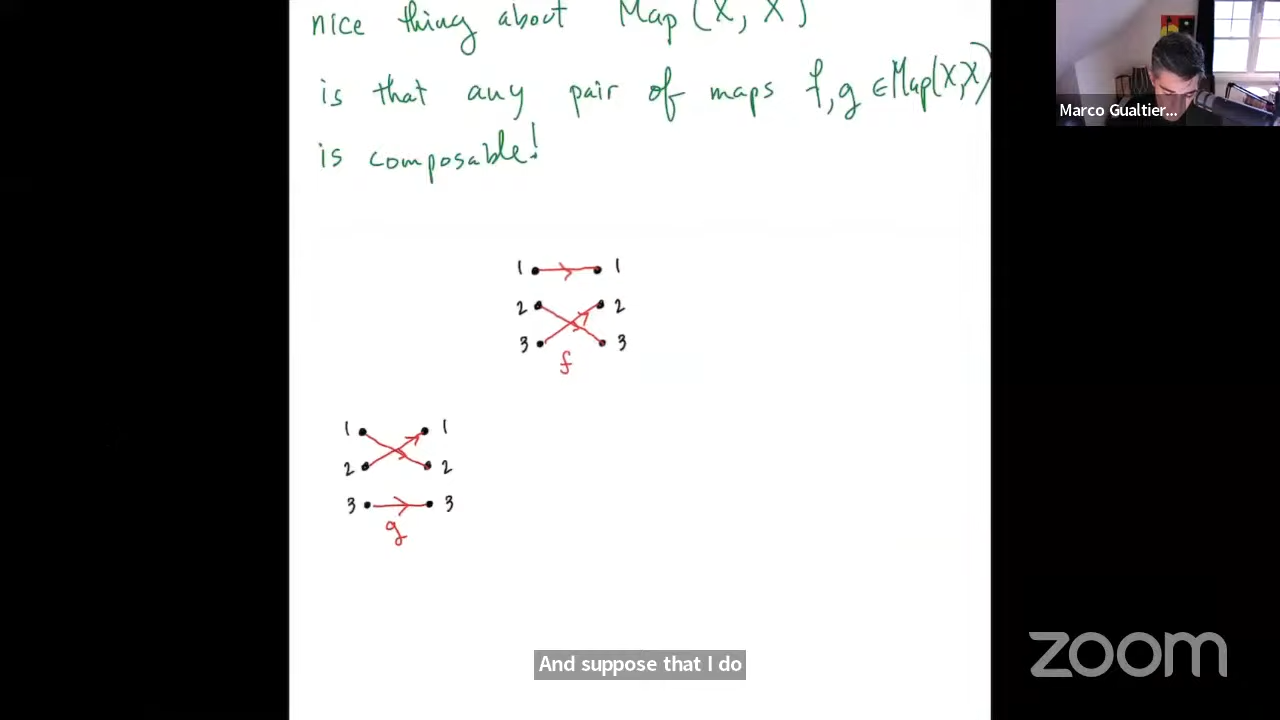 nice thing about Map (X, X)
is that any pair of maps f, g ∈ Map(X,X)
is composable!
Marco Gualtier...
1 1
2 2
3 3
f
1 1
2 2
3 3
g
And suppose that I do
zoom